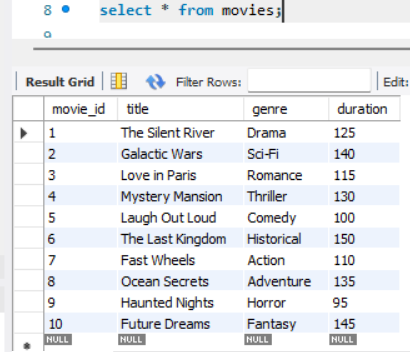 8 select * from movies;
9
Result Grid Filter Rows: Edit:
movie_id title genre duration
1 The Silent River Drama 125
2 Galactic Wars Sci-Fi 140
3 Love in Paris Romance 115
4 Mystery Mansion Thriller 130
5 Laugh Out Loud Comedy 100
6 The Last Kingdom Historical 150
7 Fast Wheels Action 110
8 Ocean Secrets Adventure 135
9 Haunted Nights Horror 95
10 Future Dreams Fantasy 145
NULL NULL NULL NULL